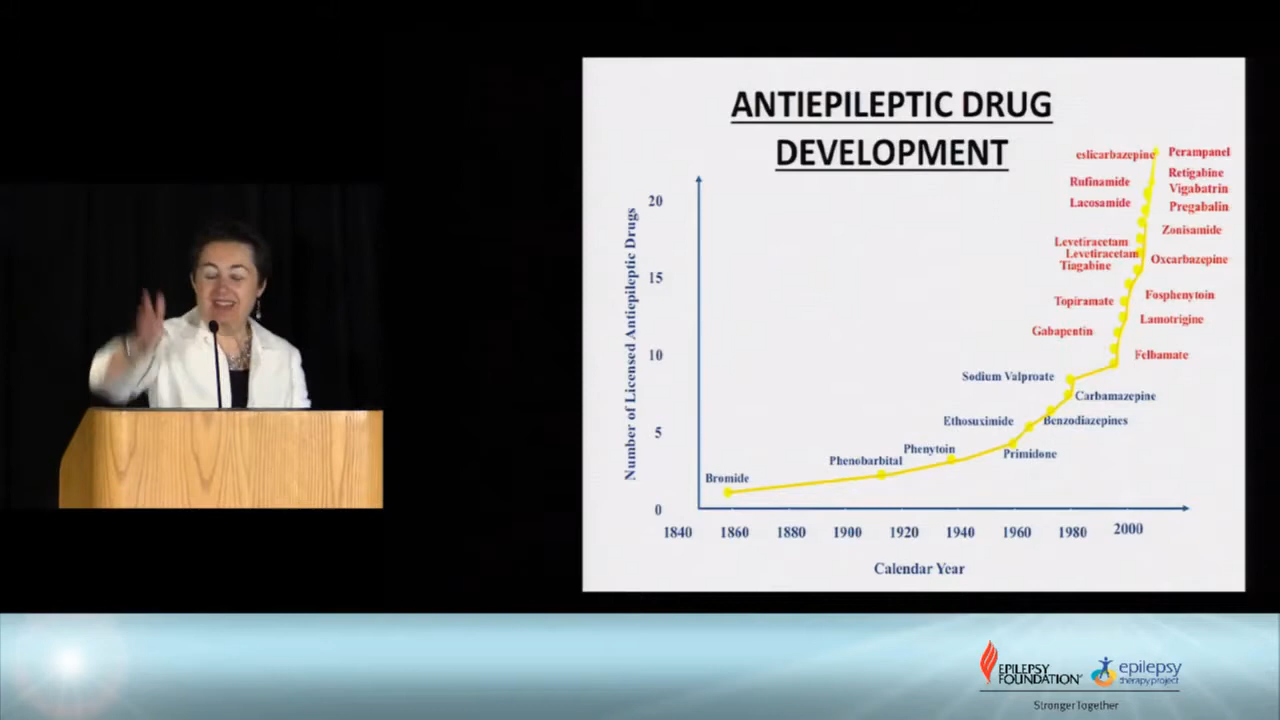 ANTIEPILEPTIC DRUG
DEVELOPMENT
Number of Licensed Antiepileptic Drugs
20
15
10
5
0
eslicarbazepine
Perampanel
Retigabine
Rufinamide
Vigabatrin
Lacosamide
Pregabalin
Zonisamide
Levetiracetam
Levetiracetam
Oxcarbazepine
Tiagabine
Fosphenytoin
Topiramate
Lamotrigine
Gabapentin
Felbamate
Sodium Valproate
Carbamazepine
Ethosuximide
Benzodiazepines
Phenytoin
Primidone
Phenobarbital
Bromide
1840 1860 1880 1900 1920 1940 1960 1980 2000
Calendar Year
EPILEPSY
FOUNDATION
epilepsy
therapy project
StrongerTogether